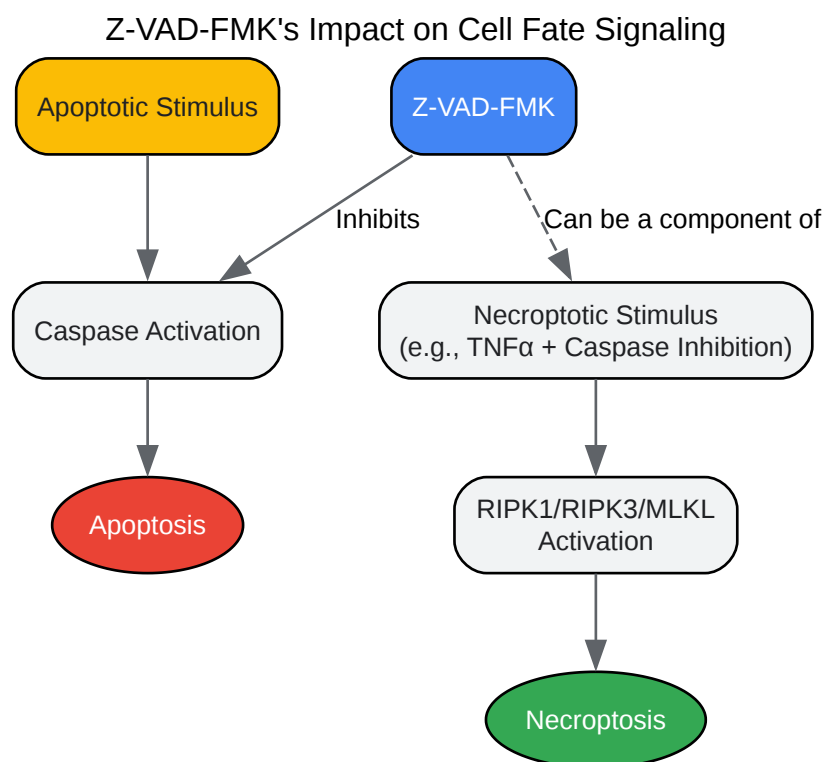 Z-VAD-FMK's Impact on Cell Fate Signaling
Apoptotic Stimulus
Z-VAD-FMK
Inhibits
Can be a component of
Caspase Activation
Necroptotic Stimulus
(e.g., TNFα + Caspase Inhibition)
Apoptosis
RIPK1/RIPK3/MLKL
Activation
Necroptosis